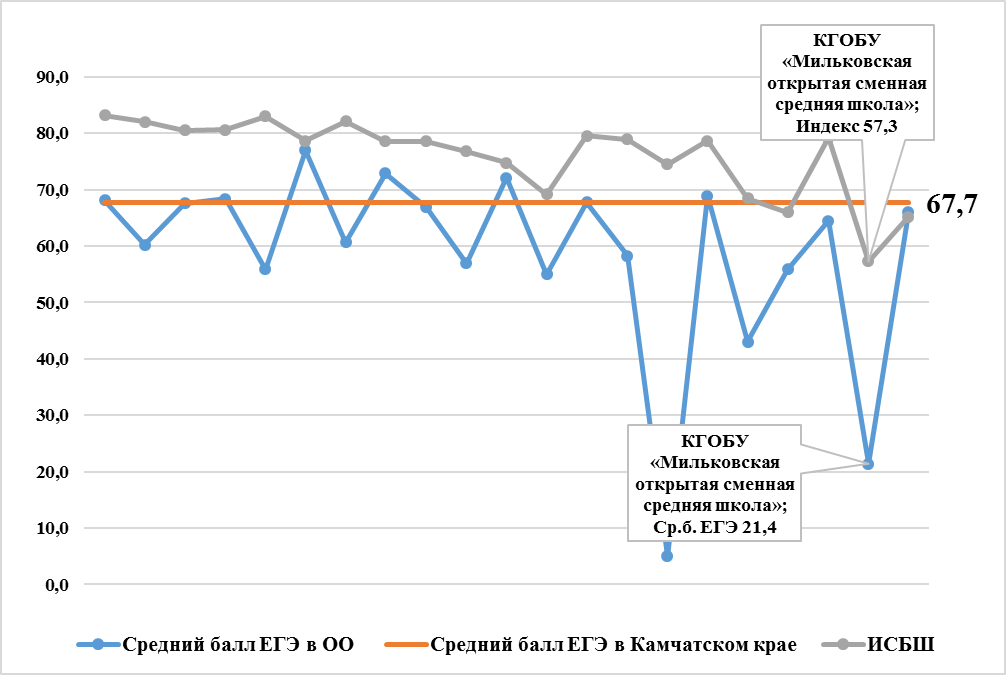 КГОБУ
«Мильковская
открытая сменная
средняя школа»;
Индекс 57,3
90,0
80,0
70,0
60,0
50,0
40,0
30,0
20,0
10,0
0,0
67,7
КГОБУ
«Мильковская
открытая сменная
средняя школа»;
Ср.б. ЕГЭ 21,4
Средний балл ЕГЭ в ОО
Средний балл ЕГЭ в Камчатском крае
ИСБШ